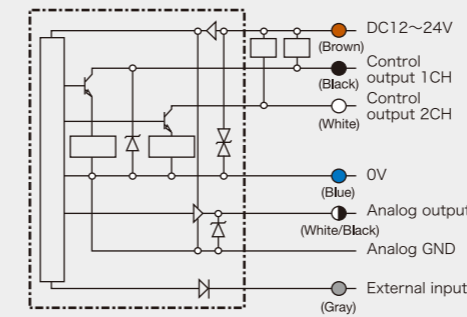 DC12～24V
(Brown)
Control
output 1CH
(Black)
Control
output 2CH
(White)
0V
(Blue)
Analog output
(White/Black)
Analog GND
External input
(Gray)